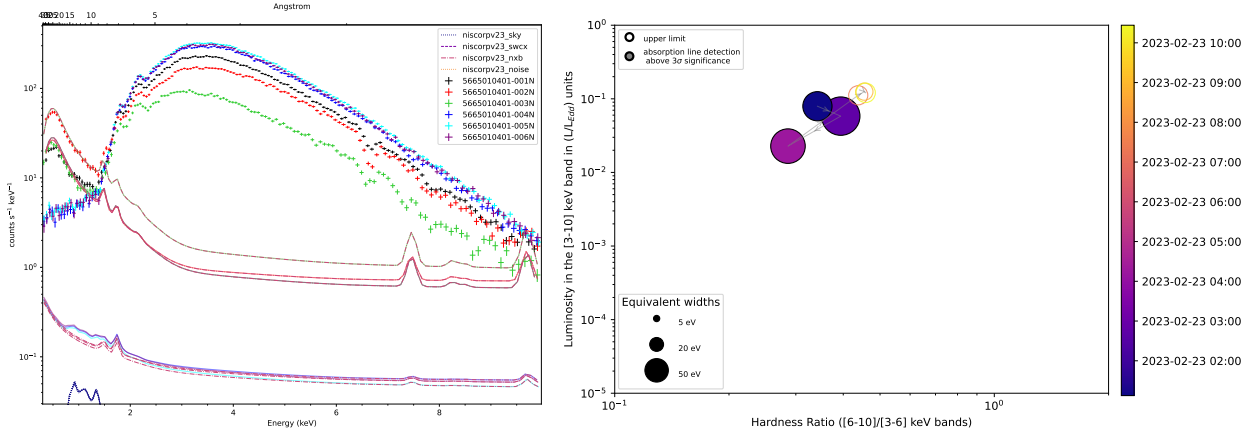 Angstrom
15 10 5
niscorpv23_sky
niscorpv23_swcx
niscorpv23_nxb
niscorpv23_noise
5665010401-001N
5665010401-002N
5665010401-003N
5665010401-004N
5665010401-005N
5665010401-006N
counts s⁻¹ keV⁻¹
10²
10¹
10⁰
10⁻¹
2 4 6 8
Energy (keV)
upper limit
absorption line detection
above 3σ significance
Luminosity in the [3-10] keV band in (L/L_Edd) units
10⁰
10⁻¹
10⁻²
10⁻³
10⁻⁴
10⁻⁵
Equivalent widths
5 eV
20 eV
50 eV
10⁻¹ 10⁰
Hardness Ratio ([6-10]/[3-6] keV bands)
2023-02-23 10:00
2023-02-23 09:00
2023-02-23 08:00
2023-02-23 07:00
2023-02-23 06:00
2023-02-23 05:00
2023-02-23 04:00
2023-02-23 03:00
2023-02-23 02:00